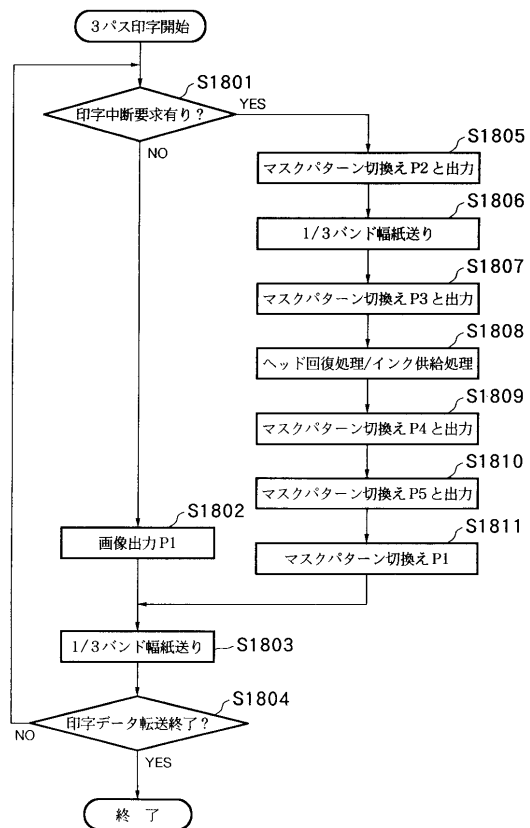 3パス印字開始
S1801
印字中断要求有り?
YES
NO
S1805
マスクパターン切換えP2と出力
S1806
1/3バンド幅紙送り
S1807
マスクパターン切換えP3と出力
S1808
ヘッド回復処理/インク供給処理
S1809
マスクパターン切換えP4と出力
S1810
マスクパターン切換えP5と出力
S1811
マスクパターン切換えP1
S1802
画像出力P1
S1803
1/3バンド幅紙送り
S1804
印字データ転送終了?
NO
YES
終 了